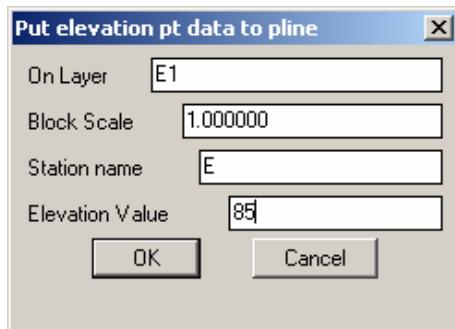 Put elevation pt data to pline
On Layer E1
Block Scale 1.000000
Station name E
Elevation Value 85
OK Cancel